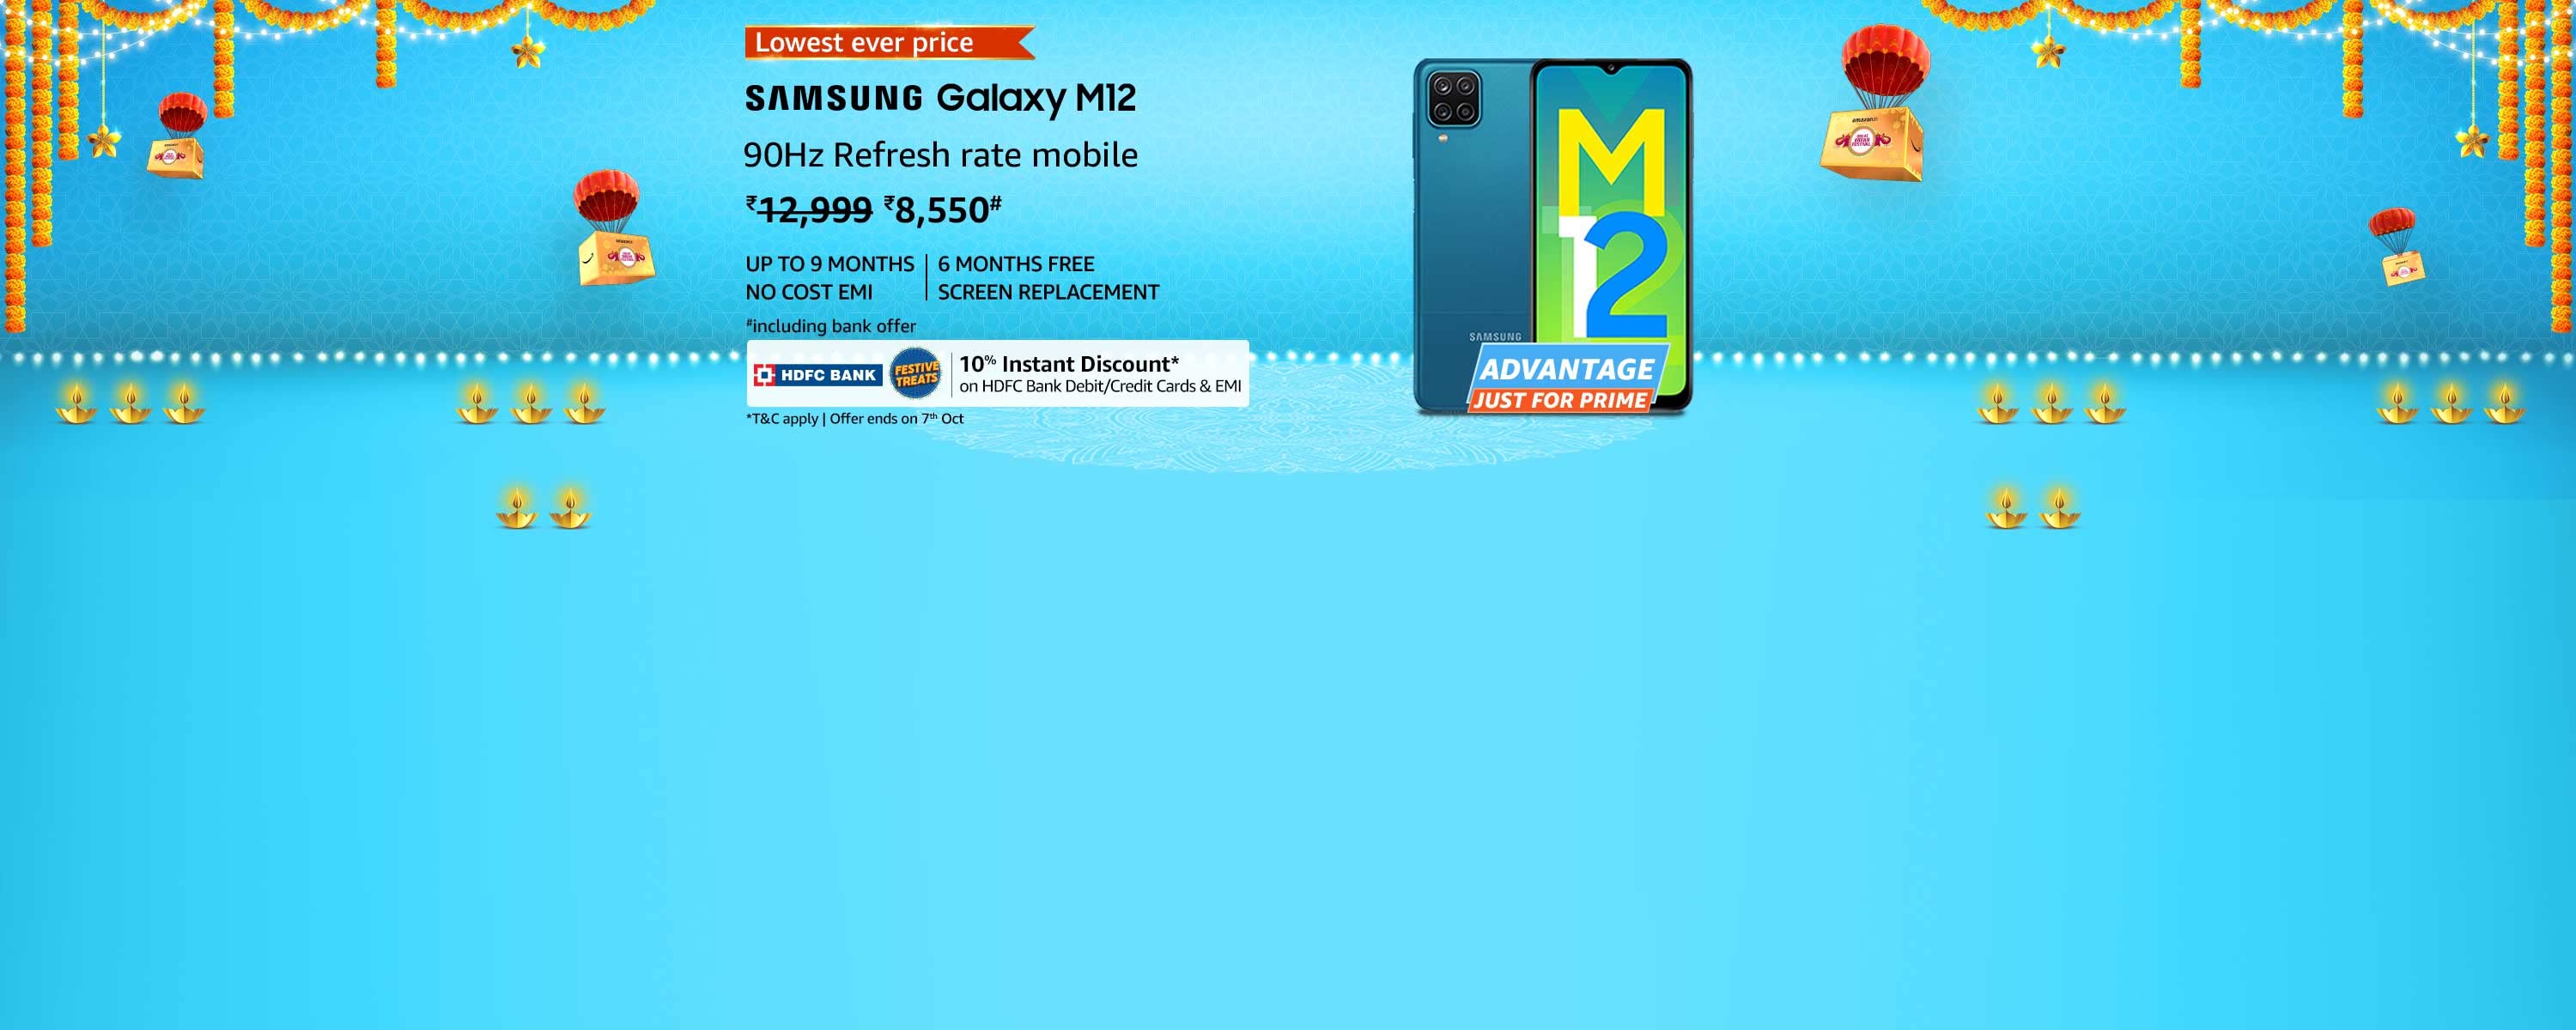 Lowest ever price
SAMSUNG Galaxy M12
90Hz Refresh rate mobile
₹12,999 ₹8,550#
UP TO 9 MONTHS
NO COST EMI
6 MONTHS FREE
SCREEN REPLACEMENT
#including bank offer
HDFC BANK
FESTIVE
TREATS
10% Instant Discount*
on HDFC Bank Debit/Credit Cards & EMI
*T&C apply | Offer ends on 7th Oct
M
12
SAMSUNG
ADVANTAGE
JUST FOR PRIME